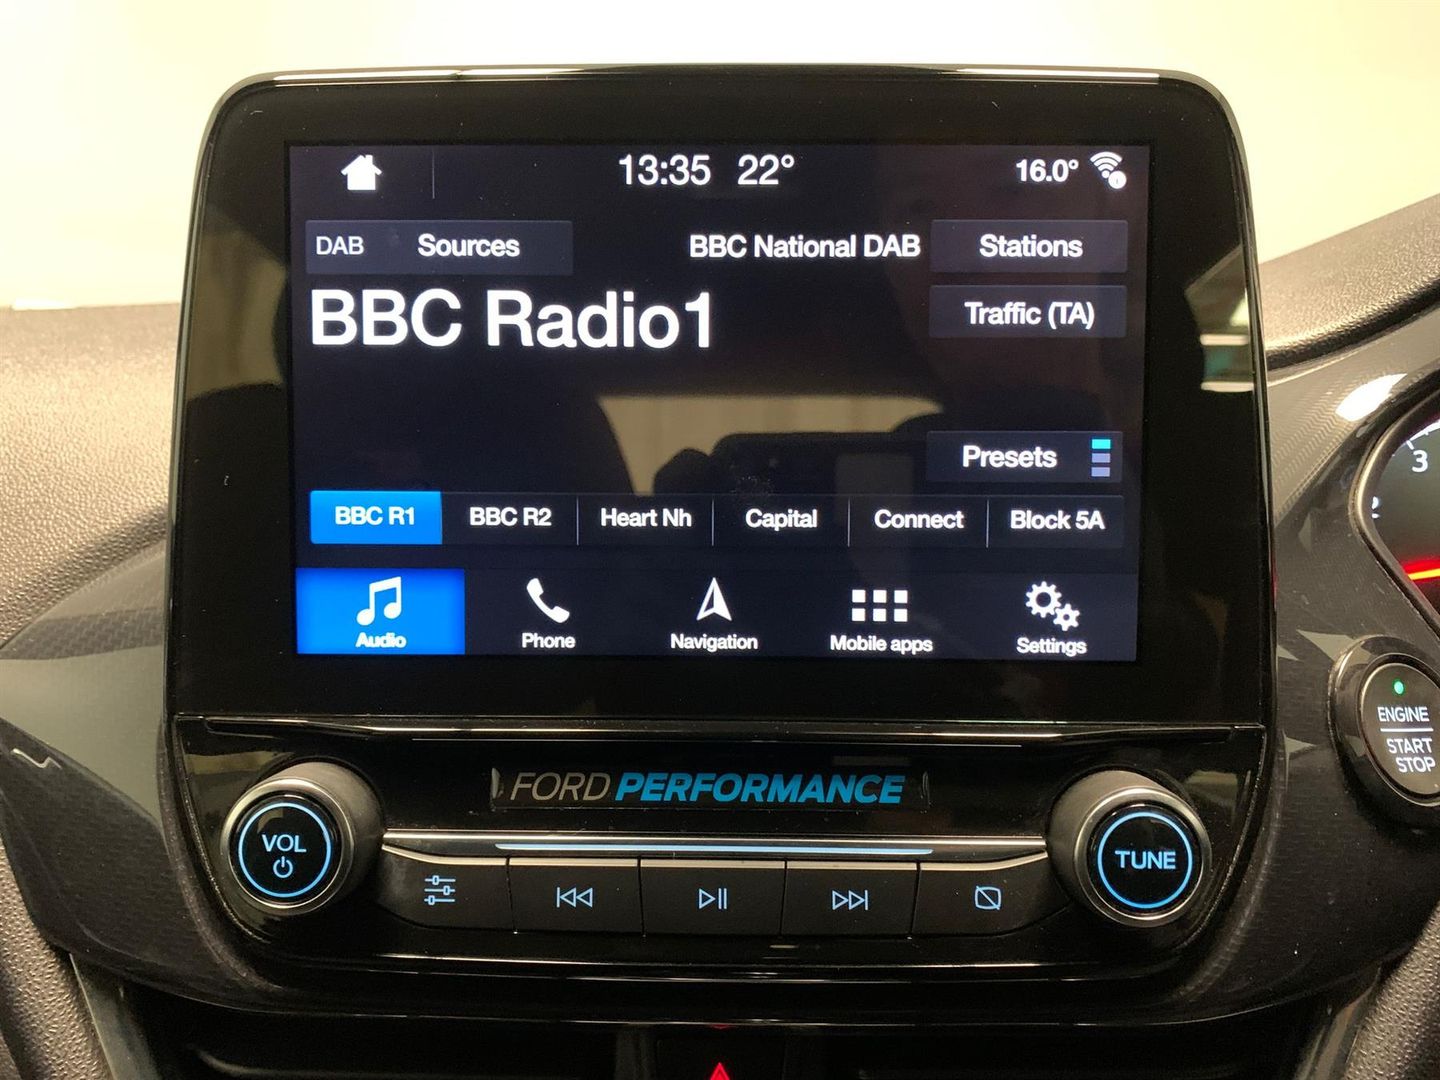 13:35 22° 16.0°
DAB Sources BBC National DAB Stations
BBC Radio1
Traffic (TA)
Presets
BBC R1 BBC R2 Heart Nh Capital Connect Block 5A
Audio Phone Navigation Mobile apps Settings
FORD PERFORMANCE
VOL
TUNE
3
2
ENGINE
START
STOP